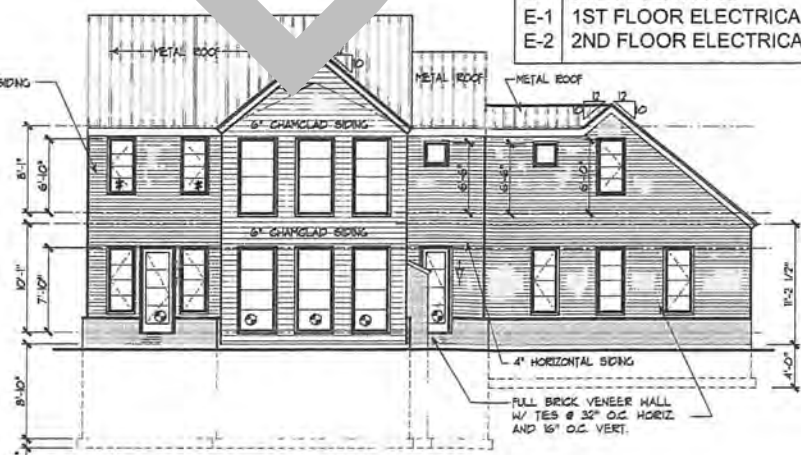 E-1 1ST FLOOR ELECTRICA
E-2 2ND FLOOR ELECTRICA
METAL ROOF
10
METAL ROOF
METAL ROOF
12 12
10 10
SIDING
6" CHAMCLAD SIDING
8'-1"
6'-10"
6'-6"
6'-6"
6'-10"
6" CHAMCLAD SIDING
10'-11"
7'-10"
11'-2 1/2"
4" HORIZONTAL SIDING
4'-0"
8'-10"
FULL BRICK VENEER WALL
W/ TIES @ 32" O.C. HORIZ
AND 16" O.C. VERT.